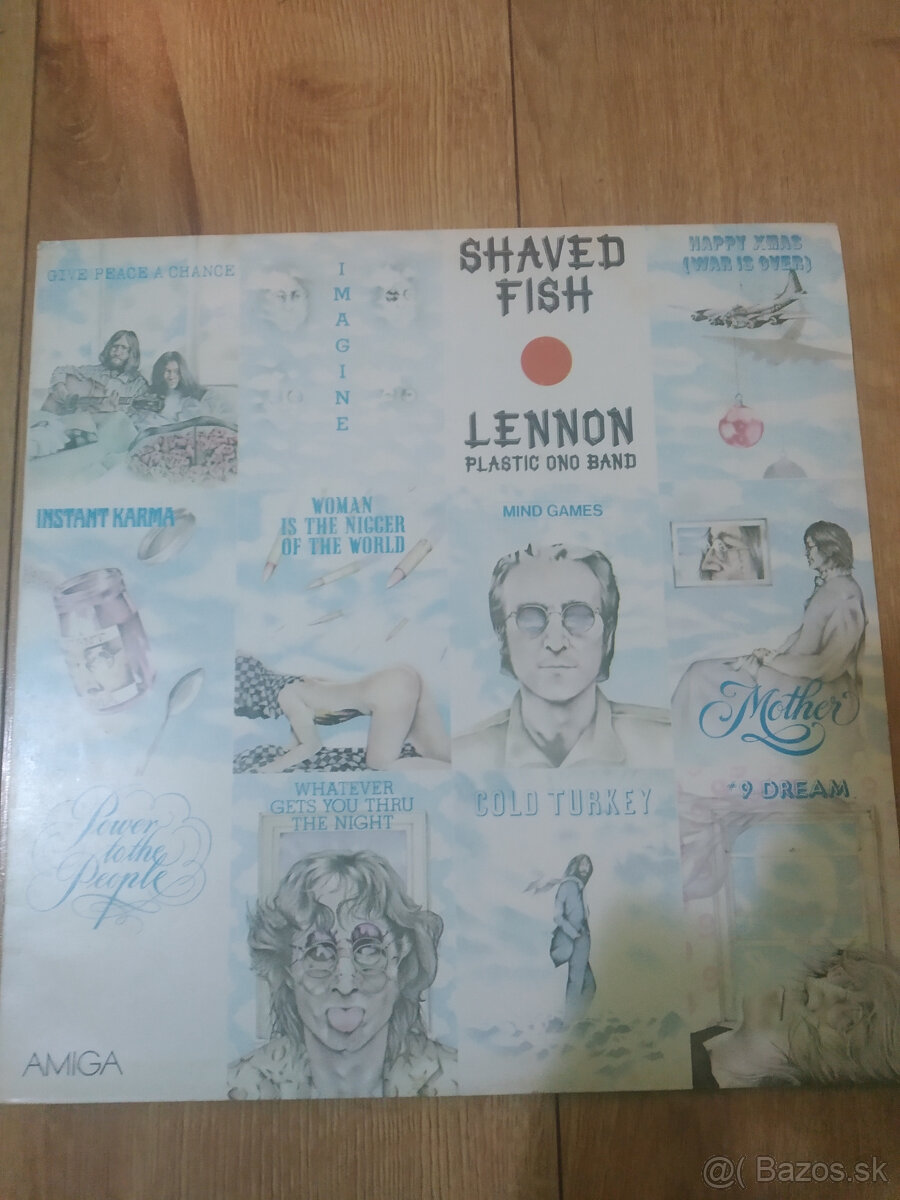 GIVE PEACE A CHANCE
I
M
A
G
I
N
E
SHAVED
FISH
LENNON
PLASTIC ONO BAND
HAPPY XMAS
(WAR IS OVER)
INSTANT KARMA
WOMAN
IS THE NIGGER
OF THE WORLD
MIND GAMES
Mother
Power
to the
People
WHATEVER
GETS YOU THRU
THE NIGHT
COLD TURKEY
#9 DREAM
AMIGA
@( Bazos.sk